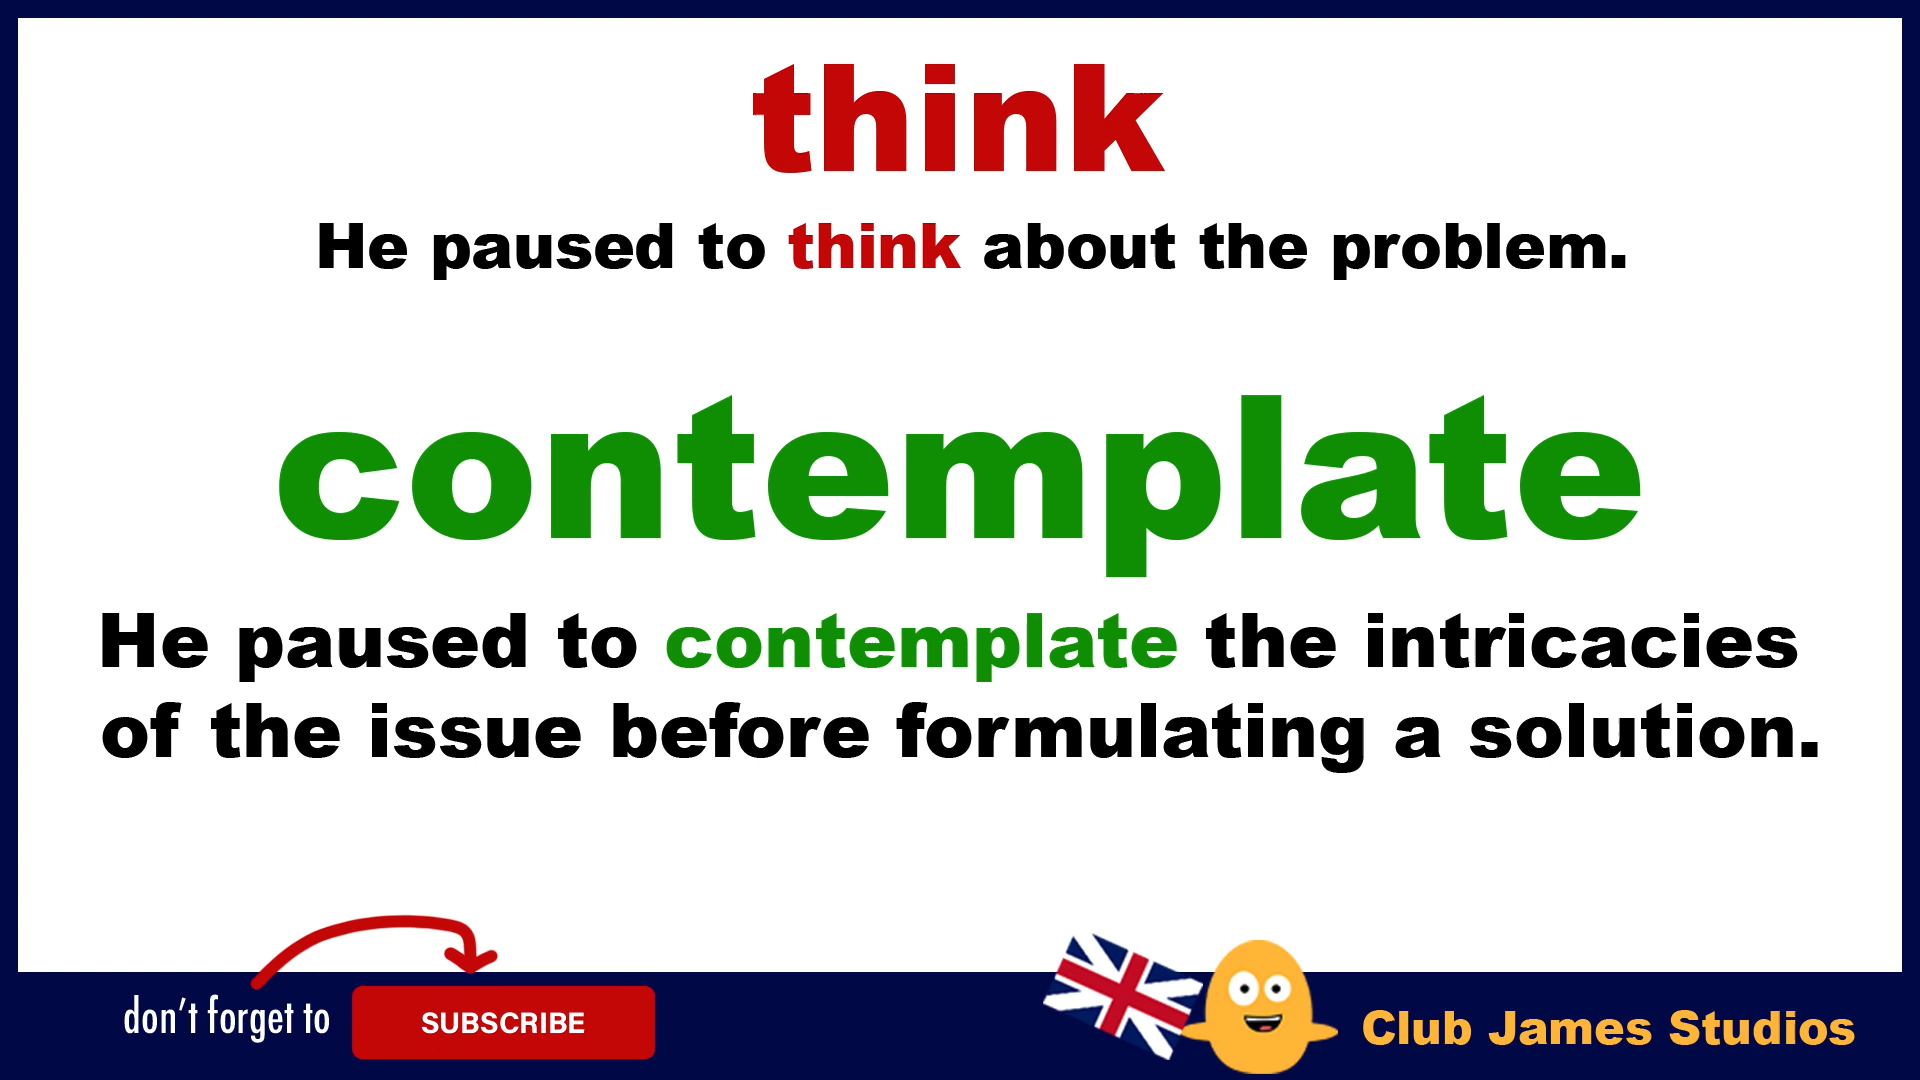 think
He paused to think about the problem.
contemplate
He paused to contemplate the intricacies
of the issue before formulating a solution.
don't forget to SUBSCRIBE
Club James Studios